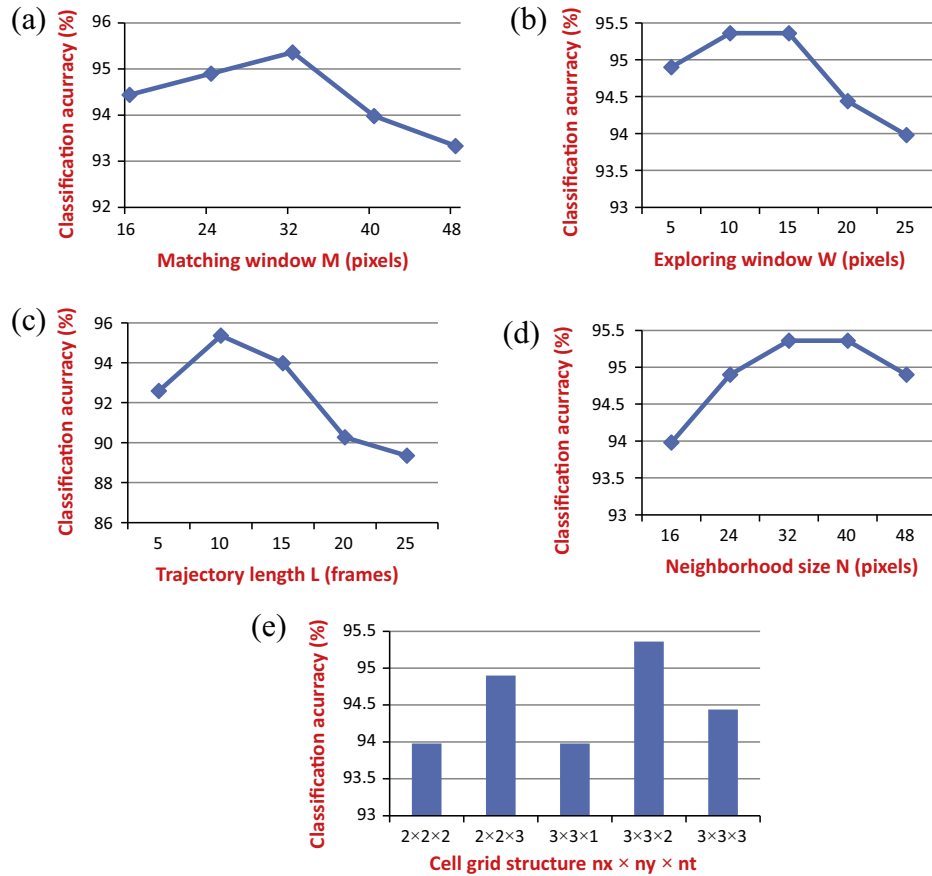 (a)
Classification acurracy (%)
96
95
94
93
92
16 24 32 40 48
Matching window M (pixels)
(b)
Classification acurracy (%)
95.5
95
94.5
94
93.5
93
5 10 15 20 25
Exploring window W (pixels)
(c)
Classification acurracy (%)
96
94
92
90
88
86
5 10 15 20 25
Trajectory length L (frames)
(d)
Classification acurracy (%)
95.5
95
94.5
94
93.5
93
16 24 32 40 48
Neighborhood size N (pixels)
(e)
Classification acurracy (%)
95.5
95
94.5
94
93.5
93
2×2×2 2×2×3 3×3×1 3×3×2 3×3×3
Cell grid structure nx × ny × nt